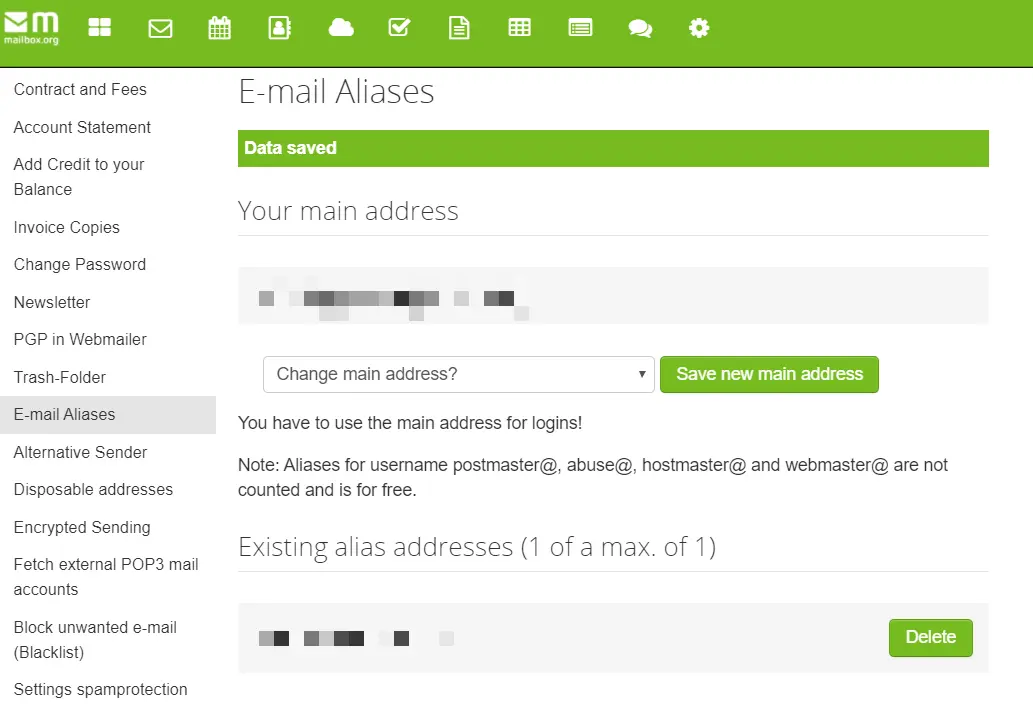 mailbox.org
E-mail Aliases
Data saved
Your main address
Change main address?
Save new main address
You have to use the main address for logins!
Note: Aliases for username postmaster@, abuse@, hostmaster@ and webmaster@ are not
counted and is for free.
Existing alias addresses (1 of a max. of 1)
Delete
Contract and Fees
Account Statement
Add Credit to your
Balance
Invoice Copies
Change Password
Newsletter
PGP in Webmailer
Trash-Folder
E-mail Aliases
Alternative Sender
Disposable addresses
Encrypted Sending
Fetch external POP3 mail
accounts
Block unwanted e-mail
(Blacklist)
Settings spamprotection